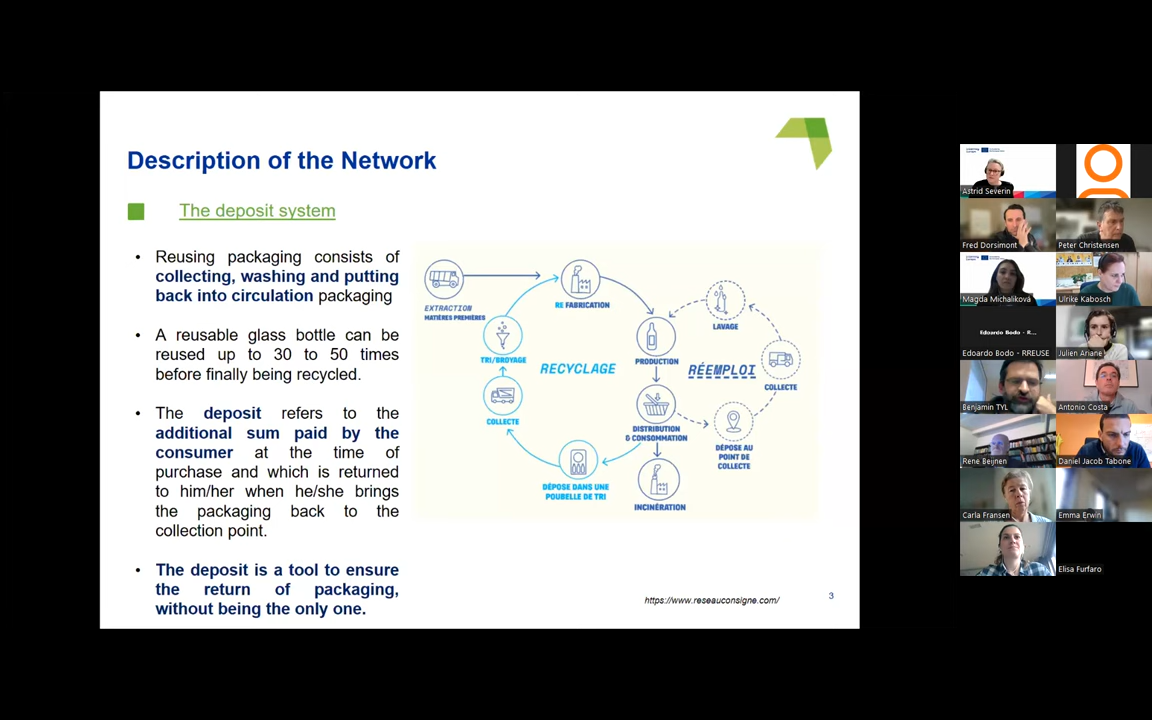 Description of the Network
The deposit system
• Reusing packaging consists of
collecting, washing and putting
back into circulation packaging
• A reusable glass bottle can be
reused up to 30 to 50 times
before finally being recycled.
• The deposit refers to the
additional sum paid by the
consumer at the time of
purchase and which is returned
to him/her when he/she brings
the packaging back to the
collection point.
• The deposit is a tool to ensure
the return of packaging,
without being the only one.
EXTRACTION
MATIÈRES PREMIÈRES
RE FABRICATION
TRI/BROYAGE
RECYCLAGE
COLLECTE
DÉPOSE DANS UNE
POUBELLE DE TRI
PRODUCTION
DISTRIBUTION
& CONSOMMATION
INCINÉRATION
LAVAGE
RÉEMPLOI
COLLECTE
DÉPOSE AU
POINT DE
COLLECTE
https://www.reseauconsigne.com/
3
Astrid Severin
Fred Dorsimont
Peter Christensen
Magda Michaliková
Ulrike Kabosch
Edoardo Bodo - R...
Edoardo Bodo - RREUSE
Julien Ariane
Benjamin TYL
Antonio Costa
René Beijnen
Daniel Jacob Tabone
Carla Fransen
Emma Erwin
Elisa Furfaro